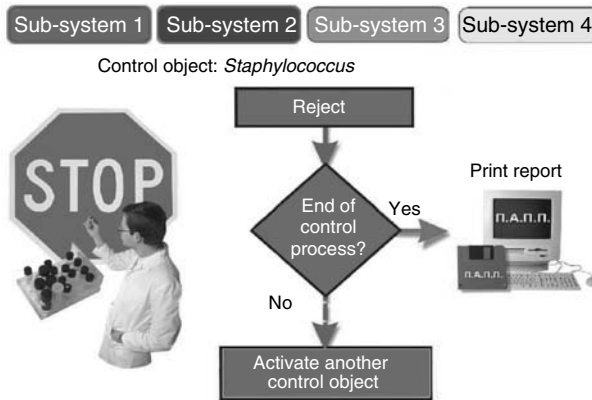 Sub-system 1 Sub-system 2 Sub-system 3 Sub-system 4
Control object: Staphylococcus
Reject
STOP
Print report
End of
control
process?
Yes
П.А.П.П.
П.А.П.П.
No
Activate another
control object